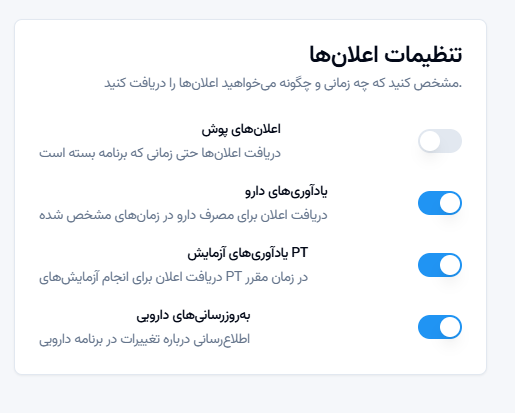 تنظیمات اعلان‌ها
.مشخص کنید که چه زمانی و چگونه می‌خواهید اعلان‌ها را دریافت کنید
اعلان‌های پوش
دریافت اعلان‌ها حتی زمانی که برنامه بسته است
یادآوری‌های دارو
دریافت اعلان برای مصرف دارو در زمان‌های مشخص شده
PT یادآوری‌های آزمایش
در زمان مقرر PT دریافت اعلان برای انجام آزمایش‌های
به‌روزرسانی‌های دارویی
اطلاع‌رسانی درباره تغییرات در برنامه دارویی